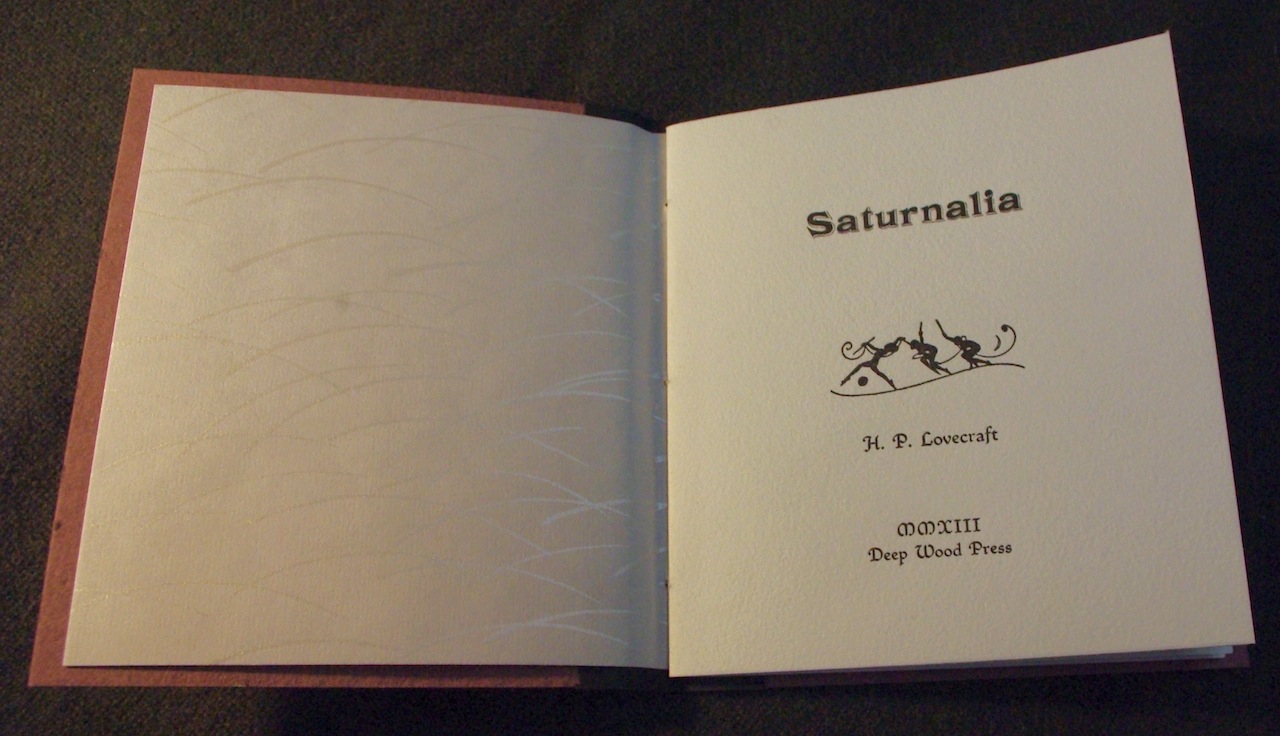 Saturnalia
H. P. Lovecraft
MMXIII
Deep Wood Press